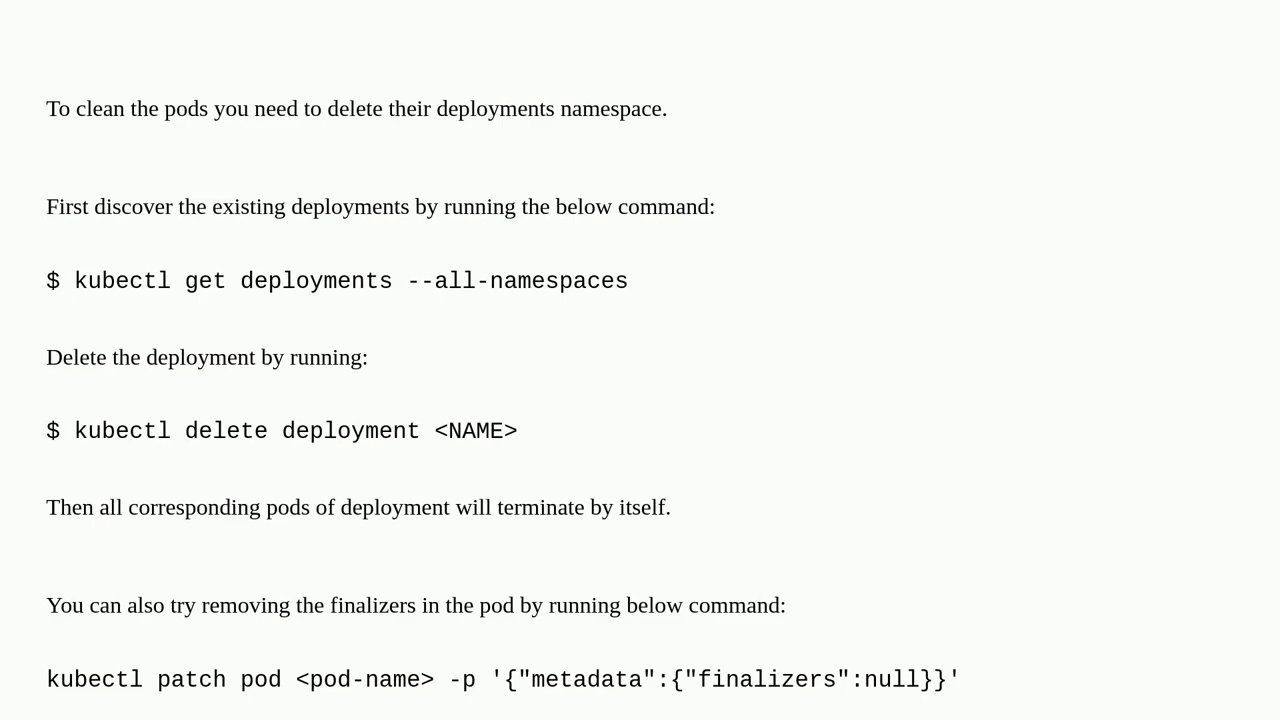 To clean the pods you need to delete their deployments namespace.
First discover the existing deployments by running the below command:
$ kubectl get deployments --all-namespaces
Delete the deployment by running:
$ kubectl delete deployment <NAME>
Then all corresponding pods of deployment will terminate by itself.
You can also try removing the finalizers in the pod by running below command:
kubectl patch pod <pod-name> -p '{"metadata":{"finalizers":null}}'